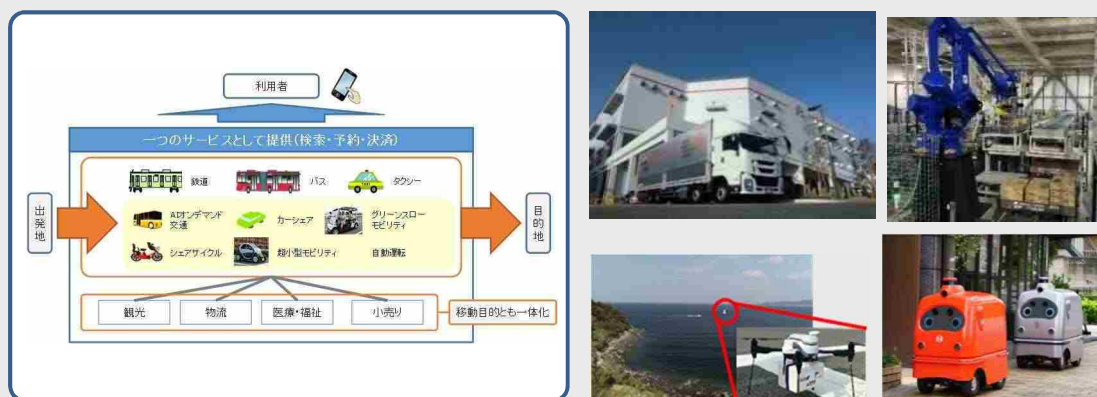 利用者
一つのサービスとして提供(検索・予約・決済)
出発地
鉄道
バス
タクシー
AIオンデマンド
交通
カーシェア
グリーンスロー
モビリティ
シェアサイクル
超小型モビリティ
自動運転
目的地
観光
物流
医療・福祉
小売り
移動目的とも一体化